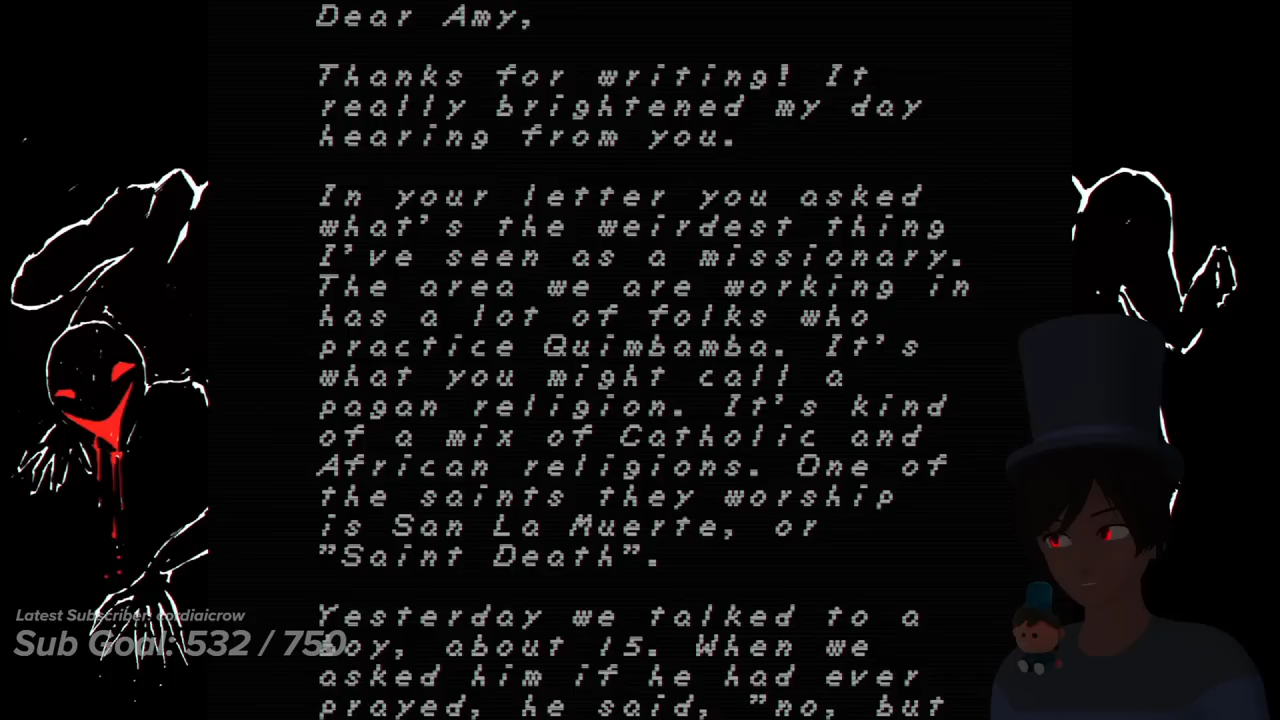 Dear Amy,
Thanks for writing! It
really brightened my day
hearing from you.
In your letter you asked
what's the weirdest thing
I've seen as a missionary.
The area we are working in
has a lot of folks who
practice Quimbamba. It's
what you might call a
pagan religion. It's kind
of a mix of Catholic and
African religions. One of
the saints they worship
is San La Muerte, or
"Saint Death".
Yesterday we talked to a
boy, about 15. When we
asked him if he had ever
prayed, he said, "no, but
Latest Subscriber: cordiaicrow
Sub Goal: 532 / 750